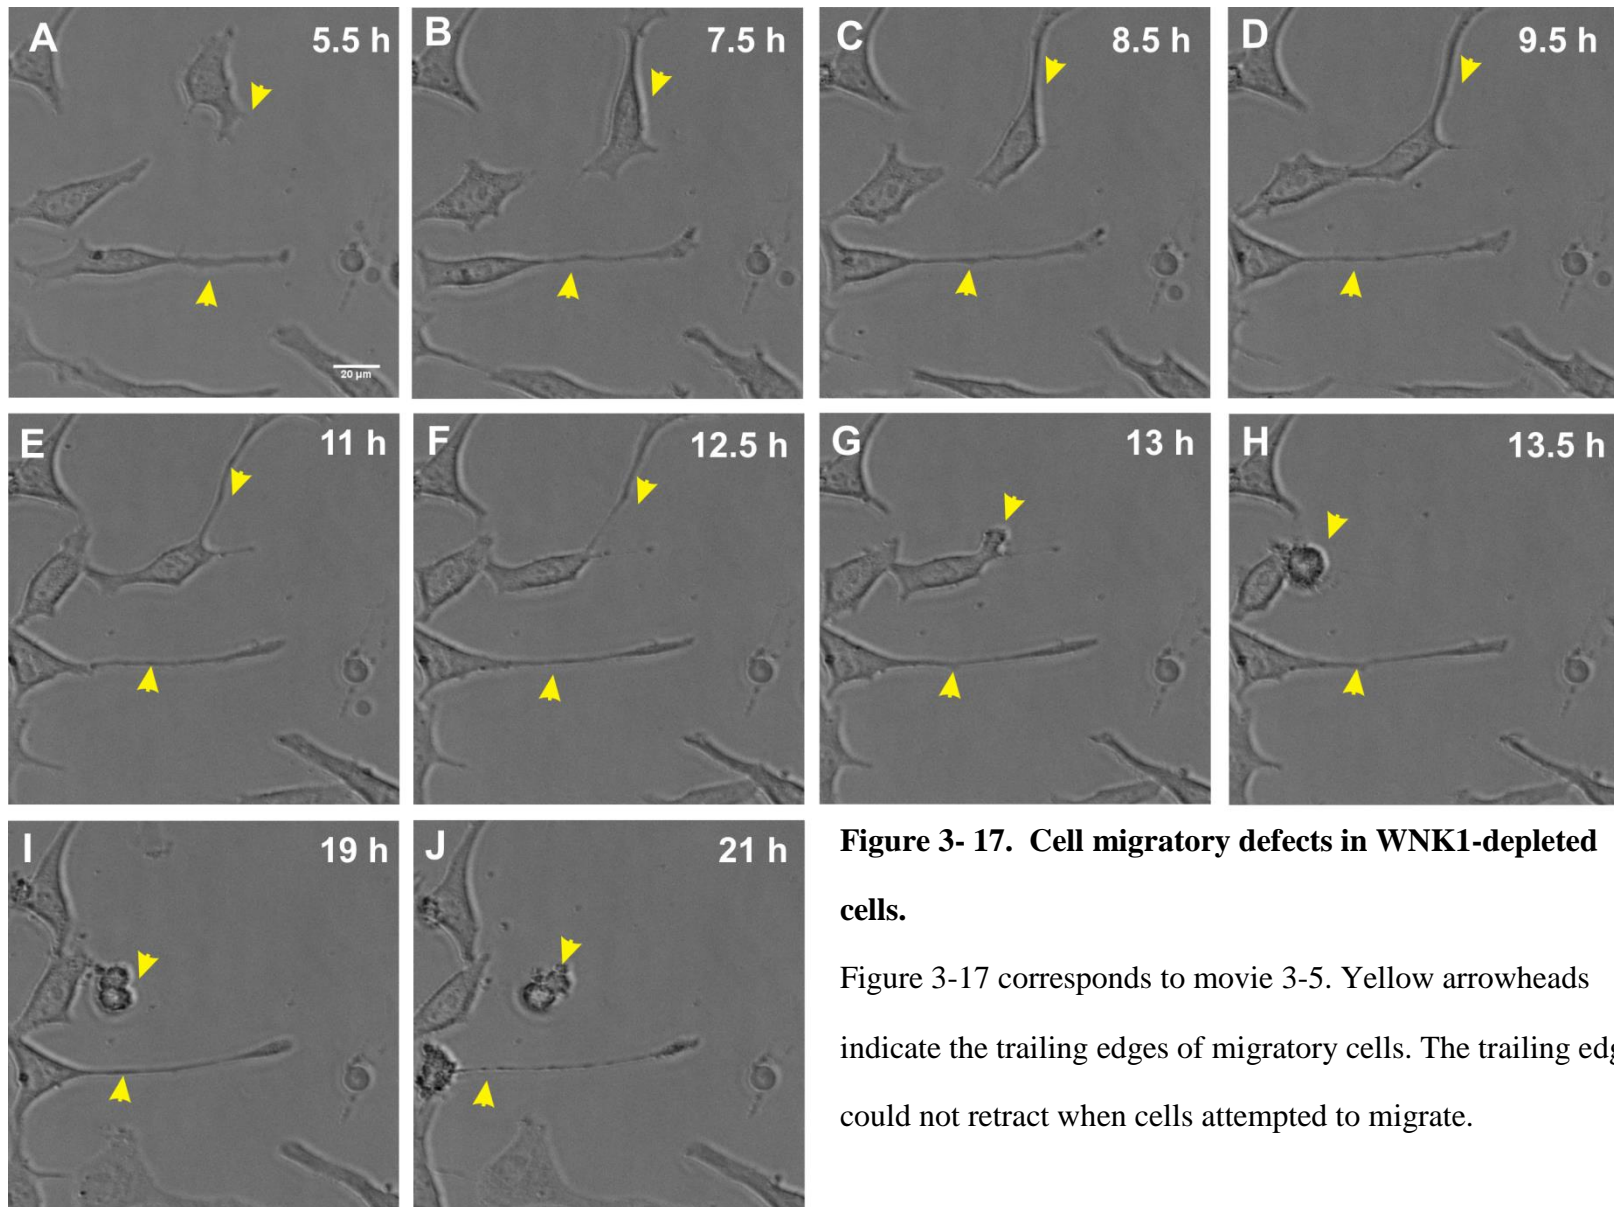 A 5.5 h
B 7.5 h
C 8.5 h
D 9.5 h
20 µm
E 11 h
F 12.5 h
G 13 h
H 13.5 h
I 19 h
J 21 h
Figure 3- 17.  Cell migratory defects in WNK1-depleted
cells.
Figure 3-17 corresponds to movie 3-5. Yellow arrowheads
indicate the trailing edges of migratory cells. The trailing
could not retract when cells attempted to migrate.